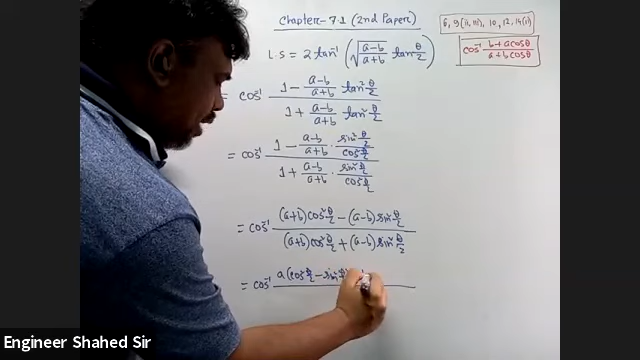 Chapter-7.1 (2nd Paper)
6, 9(ii, iii), 10, 12, 14(ii)
L.S = 2 tan⁻¹ (√((a-b)/(a+b)) tan θ/2)
cos⁻¹ (b+a cosθ)/(a+b cosθ)
= cos⁻¹ (1 - (a-b)/(a+b) tan² θ/2)/(1 + (a-b)/(a+b) tan² θ/2)
= cos⁻¹ (1 - (a-b)/(a+b) · (sin² θ/2)/(cos² θ/2))/(1 + (a-b)/(a+b) · (sin² θ/2)/(cos² θ/2))
= cos⁻¹ ((a+b) cos² θ/2 - (a-b) sin² θ/2)/((a+b) cos² θ/2 + (a-b) sin² θ/2)
= cos⁻¹ a(cos² θ/2 - sin² θ/2)
Engineer Shahed Sir